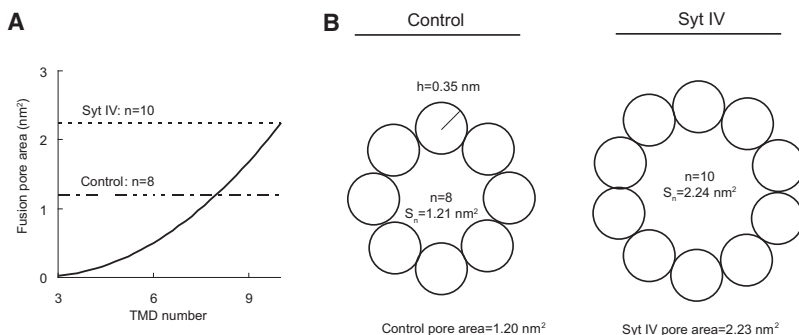 A
Fusion pore area (nm²)
3
2
1
0
Syt IV: n=10
Control: n=8
3
6
9
TMD number
B
Control
h=0.35 nm
n=8
Sₙ=1.21 nm²
Control pore area=1.20 nm²
Syt IV
n=10
Sₙ=2.24 nm²
Syt IV pore area=2.23 nm²